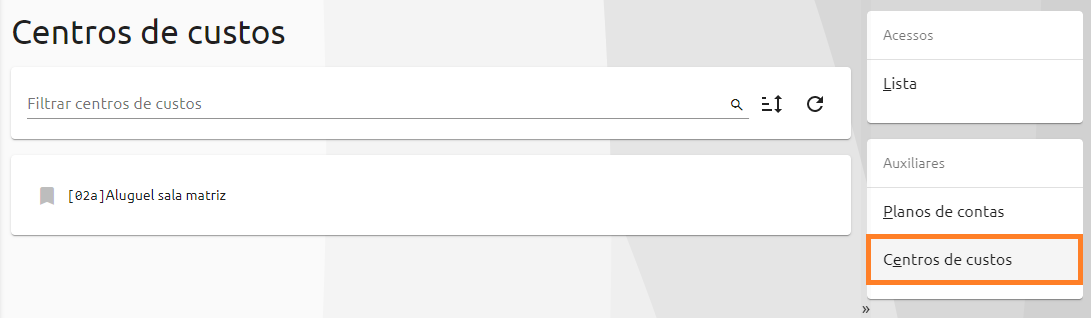 Centros de custos
Filtrar centros de custos
[02a]Aluguel sala matriz
Acessos
Lista
Auxiliares
Planos de contas
Centros de custos
»